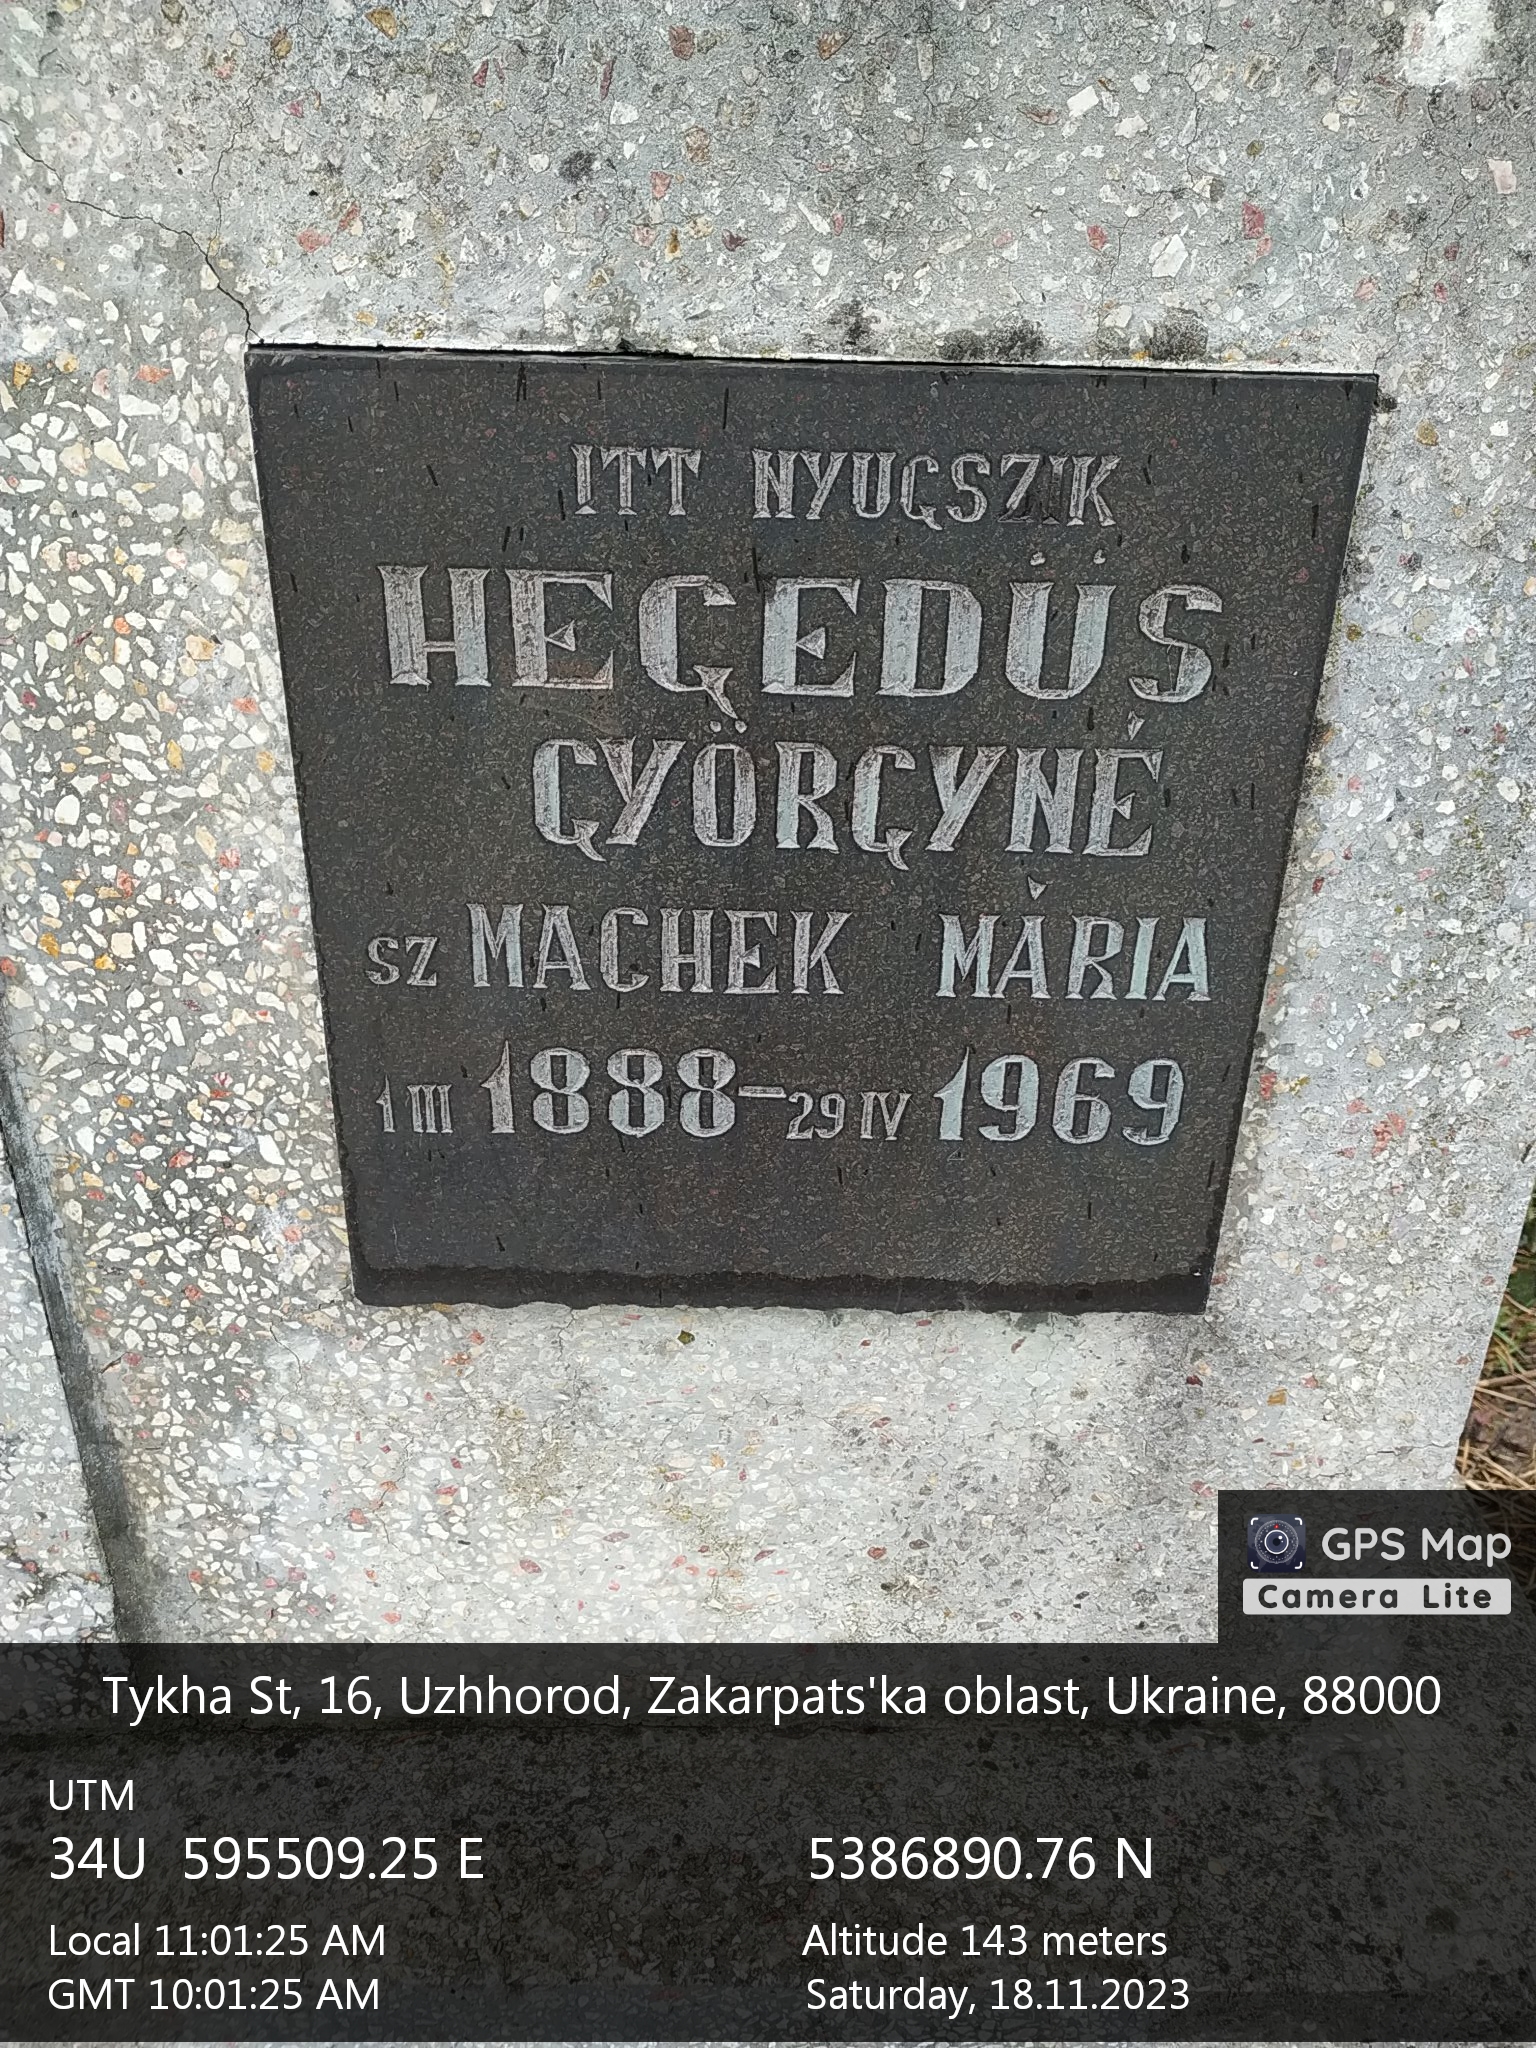 ITT NYUGSZIK
HEGEDÜS
GYÖRGYNÉ
SZ MACHEK MÁRIA
1 III 1888-29 IV 1969
GPS Map
Camera Lite
Tykha St, 16, Uzhhorod, Zakarpats'ka oblast, Ukraine, 88000
UTM
34U 595509.25 E 5386890.76 N
Local 11:01:25 AM Altitude 143 meters
GMT 10:01:25 AM Saturday, 18.11.2023